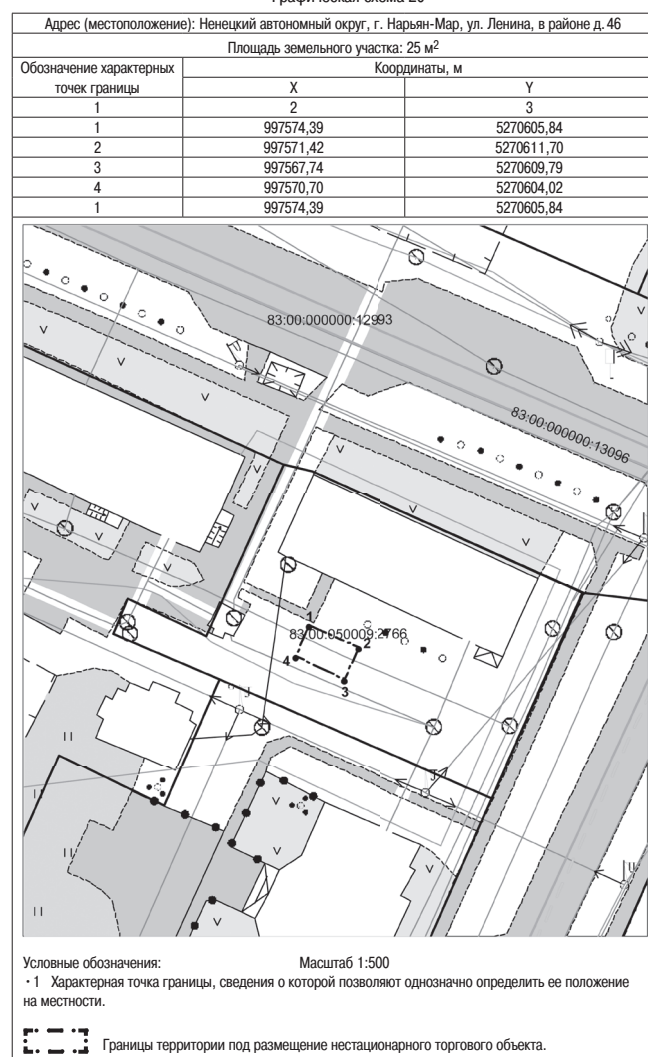 Адрес (местоположение): Ненецкий автономный округ, г. Нарьян-Мар, ул. Ленина, в районе д. 46
Площадь земельного участка: 25 м2
Обозначение характерных точек границы
Координаты, м
X
Y
1
2
3
1
997574,39
5270605,84
2
997571,42
5270611,70
3
997567,74
5270609,79
4
997570,70
5270604,02
1
997574,39
5270605,84
83:00:000000:12993
83:00:000000:13096
83:00:050009:2766
1
2
3
4
Условные обозначения:
Масштаб 1:500
· 1 Характерная точка границы, сведения о которой позволяют однозначно определить ее положение
на местности.
Границы территории под размещение нестационарного торгового объекта.